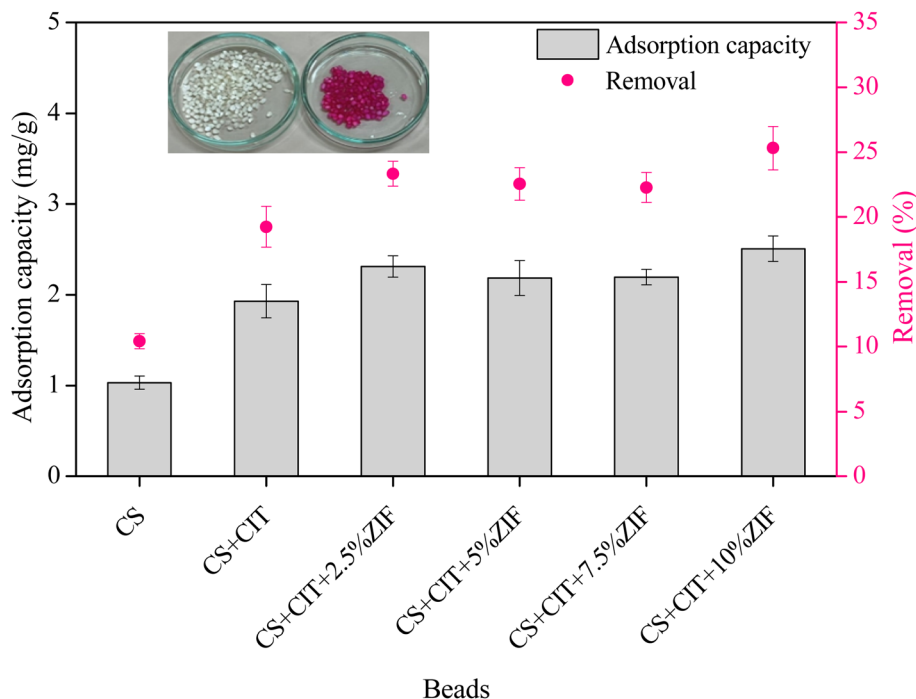 Adsorption capacity
Removal
Adsorption capacity (mg/g)
5
4
3
2
1
0
Removal (%)
35
30
25
20
15
10
5
0
CS
CS+CIT
CS+CIT+2.5%ZIF
CS+CIT+5%ZIF
CS+CIT+7.5%ZIF
CS+CIT+10%ZIF
Beads